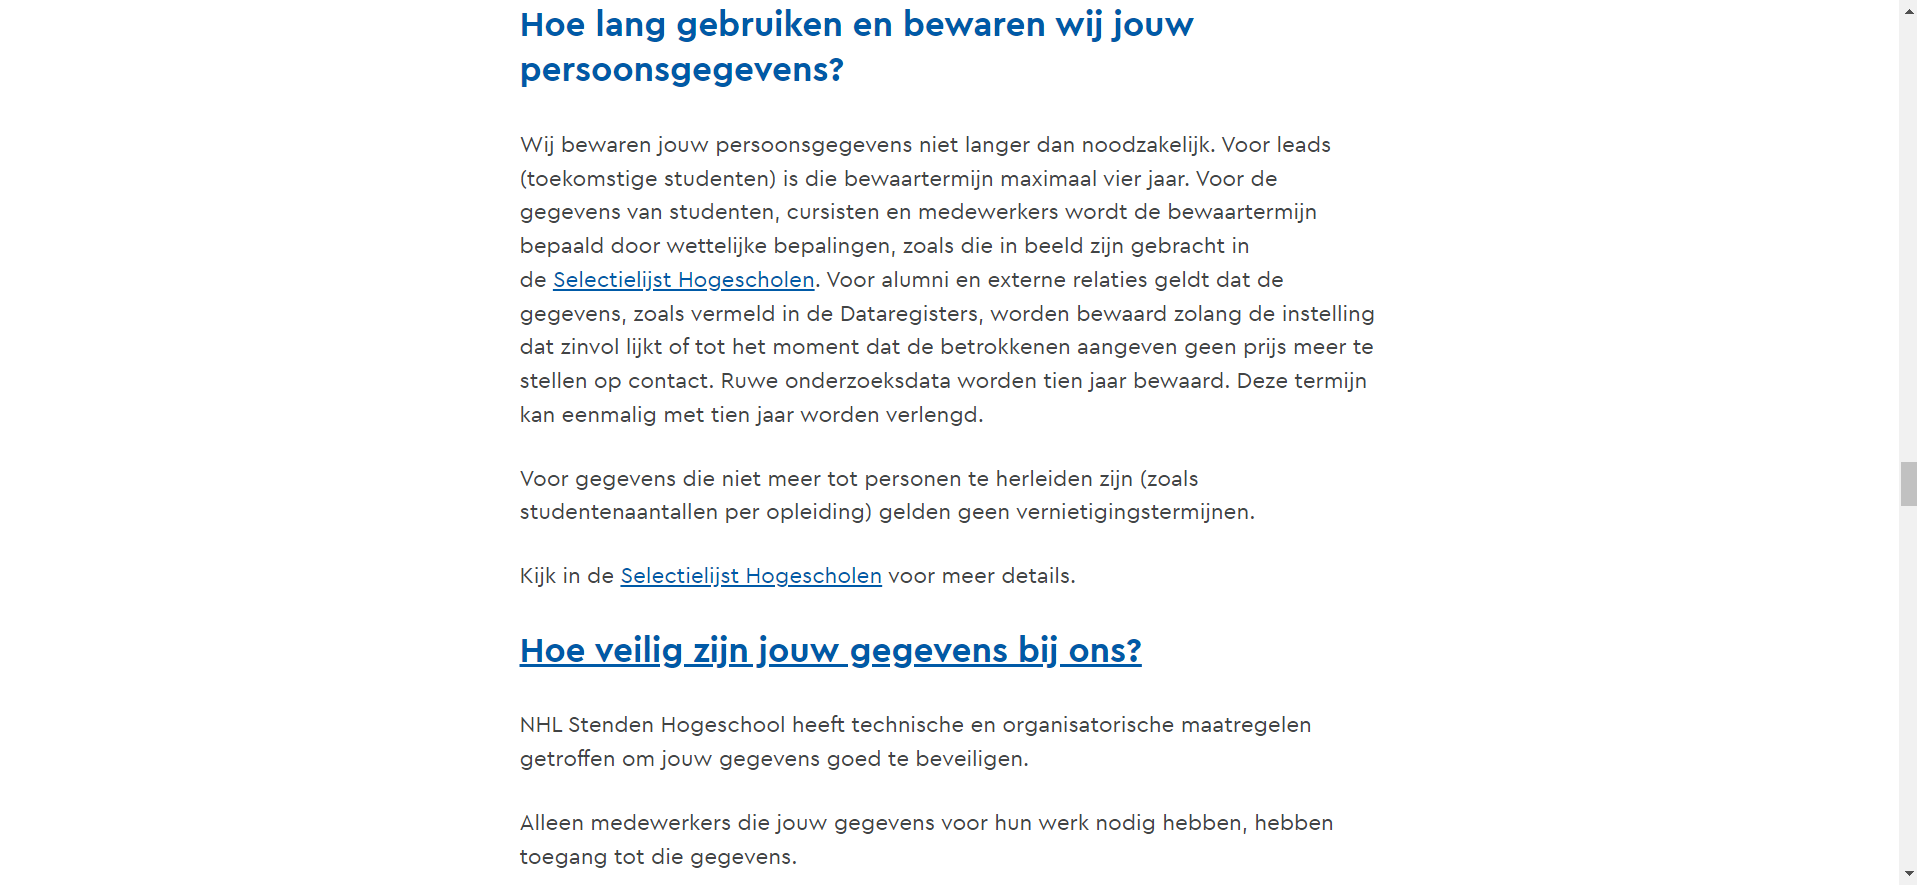 Hoe lang gebruiken en bewaren wij jouw
persoonsgegevens?
Wij bewaren jouw persoonsgegevens niet langer dan noodzakelijk. Voor leads
(toekomstige studenten) is die bewaartermijn maximaal vier jaar. Voor de
gegevens van studenten, cursisten en medewerkers wordt de bewaartermijn
bepaald door wettelijke bepalingen, zoals die in beeld zijn gebracht in
de Selectielijst Hogescholen. Voor alumni en externe relaties geldt dat de
gegevens, zoals vermeld in de Dataregisters, worden bewaard zolang de instelling
dat zinvol lijkt of tot het moment dat de betrokkenen aangeven geen prijs meer te
stellen op contact. Ruwe onderzoeksdata worden tien jaar bewaard. Deze termijn
kan eenmalig met tien jaar worden verlengd.
Voor gegevens die niet meer tot personen te herleiden zijn (zoals
studentenaantallen per opleiding) gelden geen vernietigingstermijnen.
Kijk in de Selectielijst Hogescholen voor meer details.
Hoe veilig zijn jouw gegevens bij ons?
NHL Stenden Hogeschool heeft technische en organisatorische maatregelen
getroffen om jouw gegevens goed te beveiligen.
Alleen medewerkers die jouw gegevens voor hun werk nodig hebben, hebben
toegang tot die gegevens.